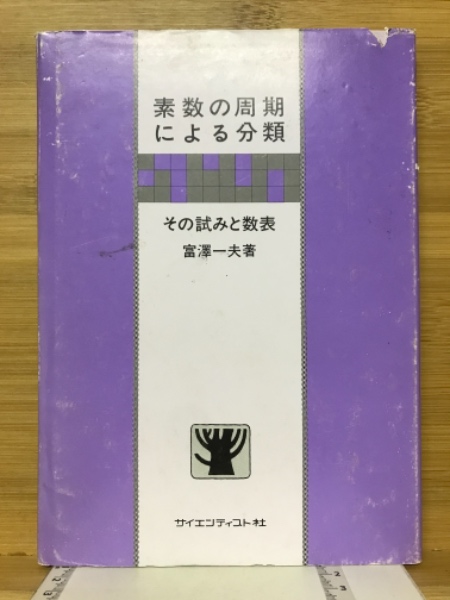 素数の周期
による分類
その試みと数表
富澤一夫著
サイエンティスト社